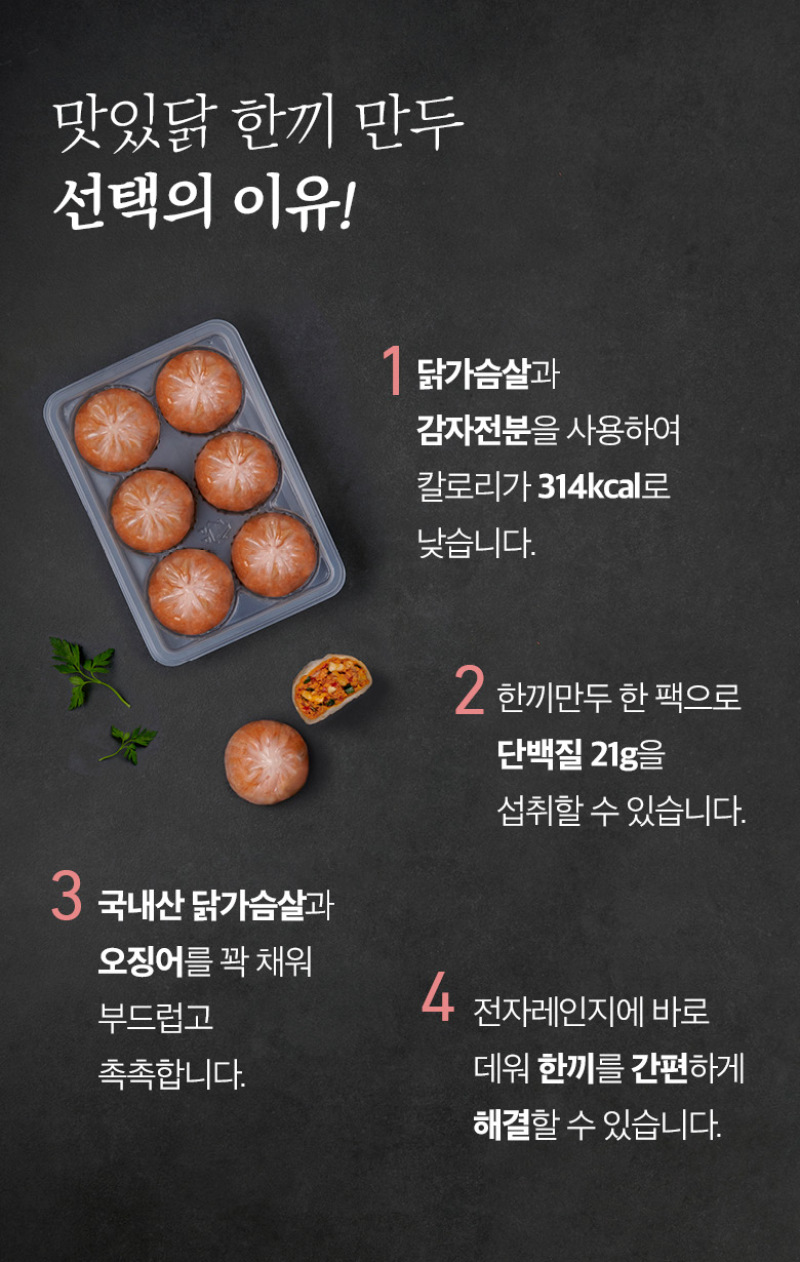 맛있닭 한끼 만두
선택의 이유!
1 닭가슴살과
감자전분을 사용하여
칼로리가 314kcal로
낮습니다.
2 한끼만두 한 팩으로
단백질 21g을
섭취할 수 있습니다.
3 국내산 닭가슴살과
오징어를 꽉 채워
부드럽고
촉촉합니다.
4 전자레인지에 바로
데워 한끼를 간편하게
해결할 수 있습니다.